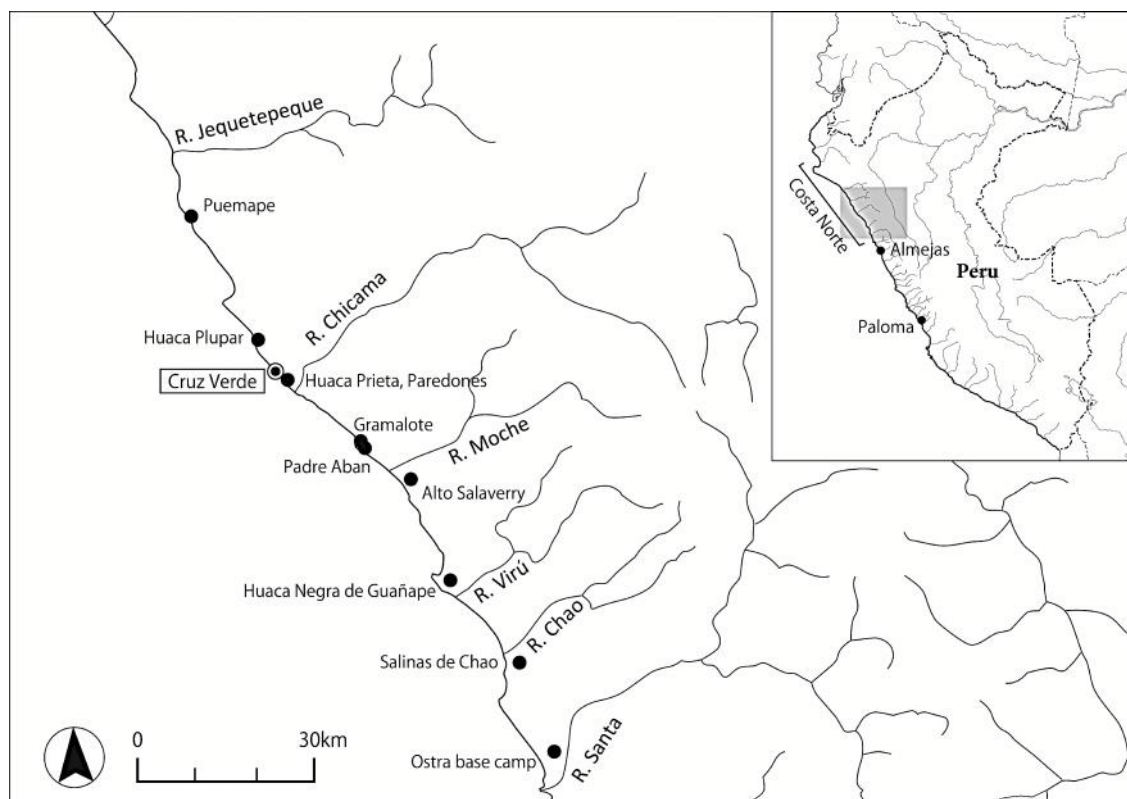 R. Jequetepeque
Puemape
R. Chicama
Huaca Plupar
Cruz Verde
Huaca Prieta, Paredones
Gramalote
Padre Aban
R. Moche
Alto Salaverry
Huaca Negra de Guañape
R. Virú
R. Chao
Salinas de Chao
Ostra base camp
R. Santa
0
30km
Costa Norte
Almejas
Peru
Paloma